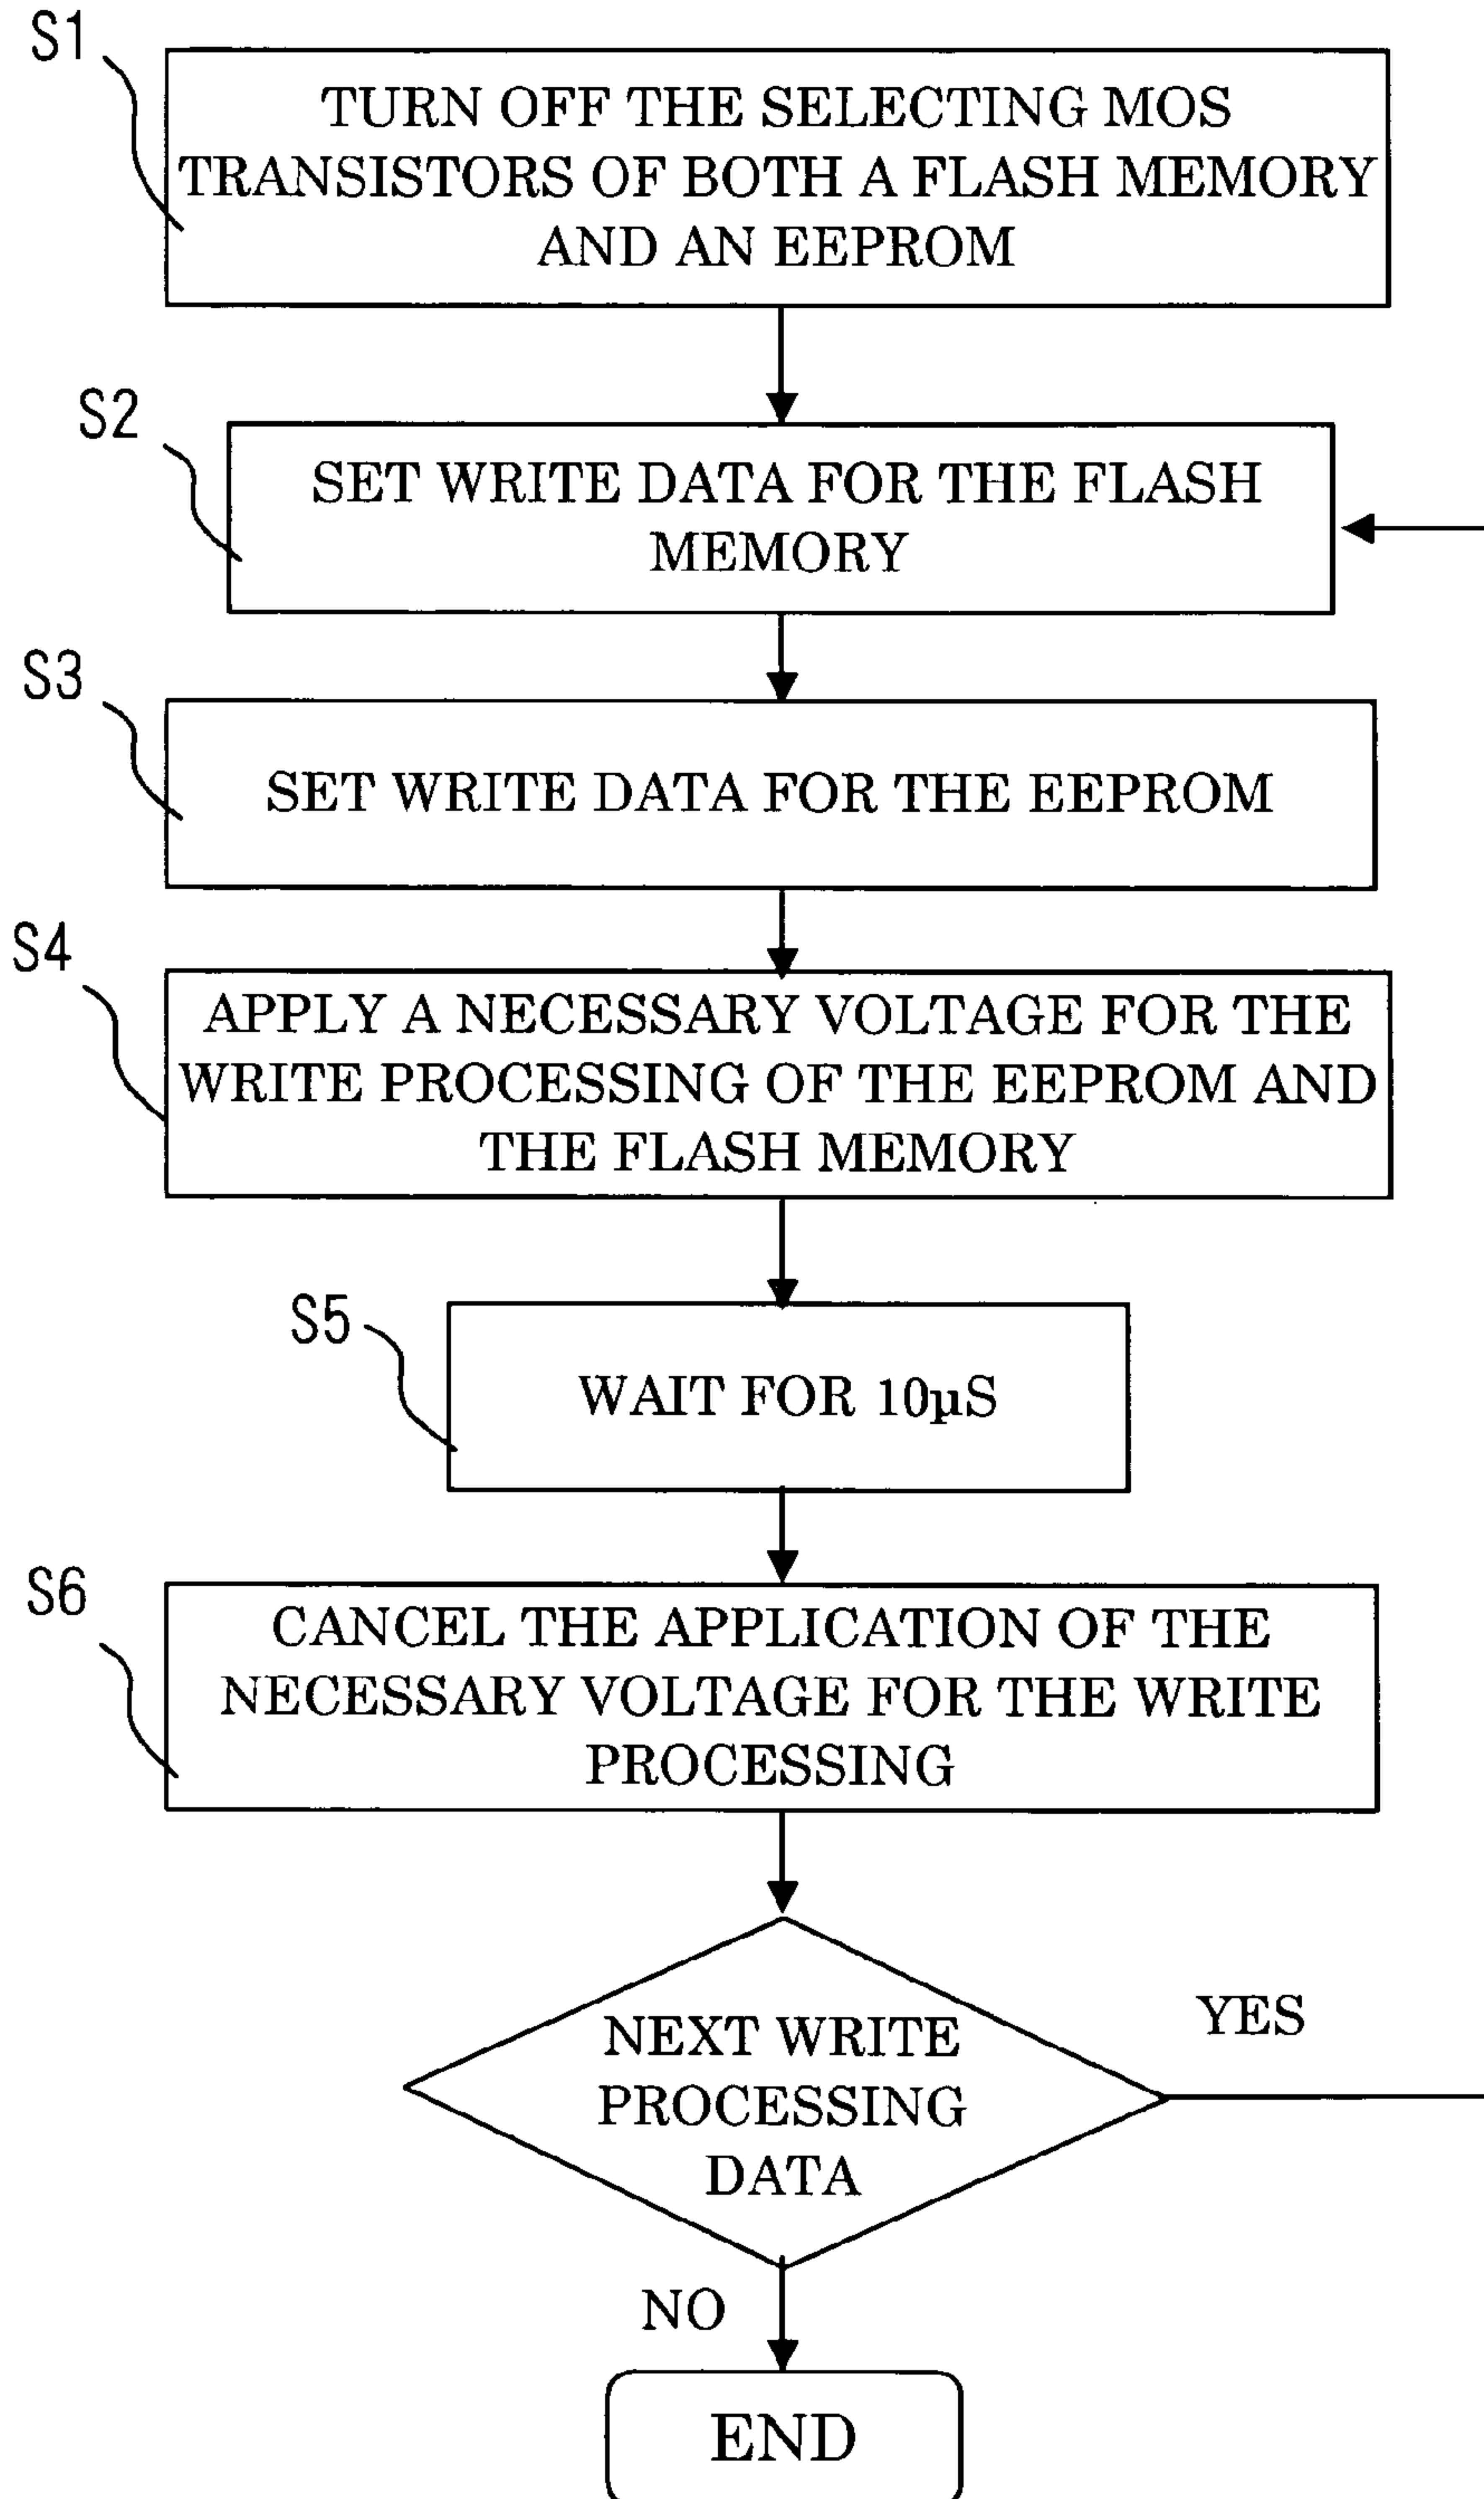 S1
TURN OFF THE SELECTING MOS
TRANSISTORS OF BOTH A FLASH MEMORY
AND AN EEPROM
S2
SET WRITE DATA FOR THE FLASH
MEMORY
S3
SET WRITE DATA FOR THE EEPROM
S4
APPLY A NECESSARY VOLTAGE FOR THE
WRITE PROCESSING OF THE EEPROM AND
THE FLASH MEMORY
S5
WAIT FOR 10µS
S6
CANCEL THE APPLICATION OF THE
NECESSARY VOLTAGE FOR THE WRITE
PROCESSING
NEXT WRITE
PROCESSING
DATA
YES
NO
END